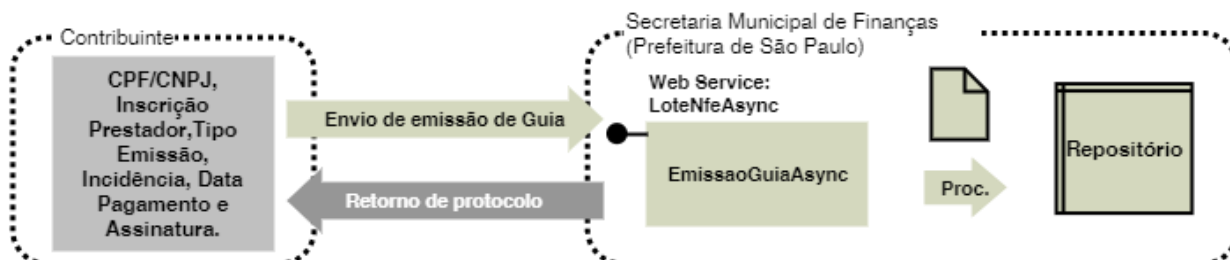 Contribuinte
CPF/CNPJ,
Inscrição
Prestador,Tipo
Emissão,
Incidência, Data
Pagamento e
Assinatura.
Envio de emissão de Guia
Retorno de protocolo
Secretaria Municipal de Finanças
(Prefeitura de São Paulo)
Web Service:
LoteNfeAsync
EmissaoGuiaAsync
Proc.
Repositório